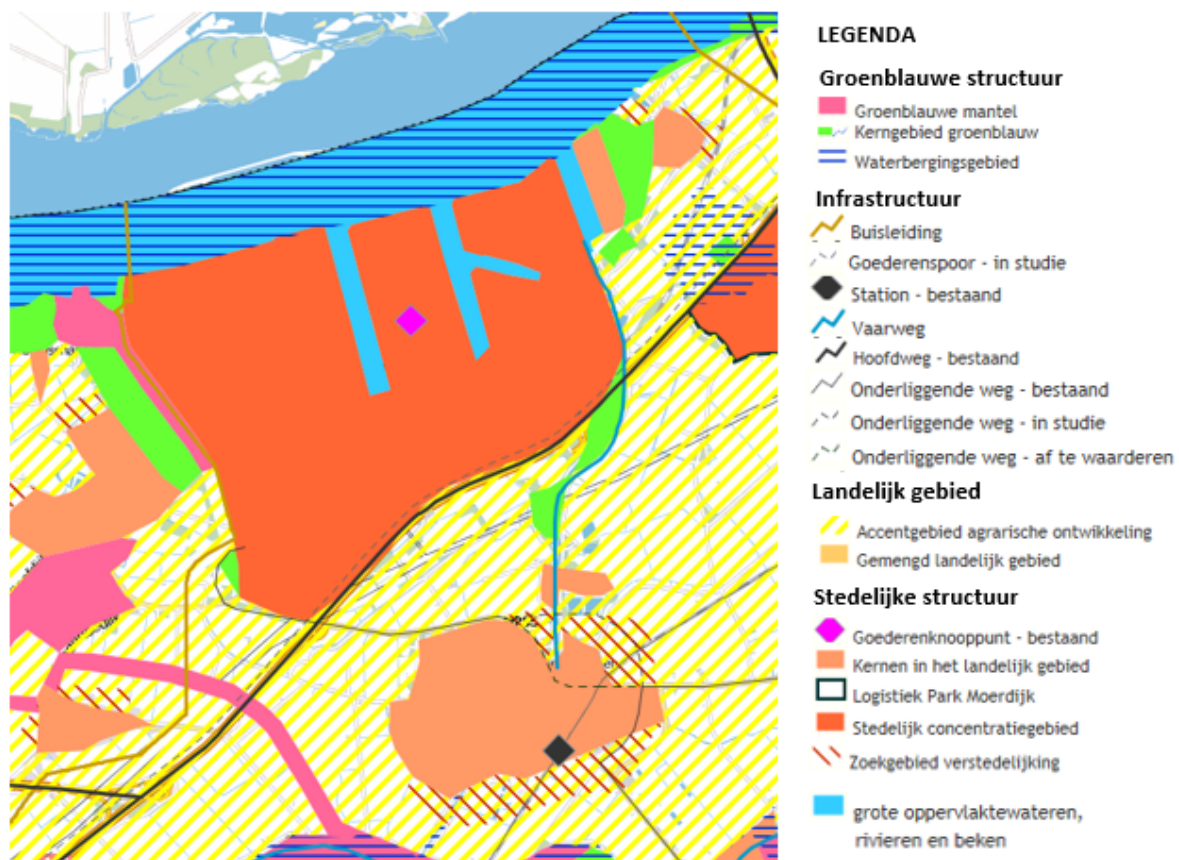 LEGENDA
Groenblauwe structuur
Groenblauwe mantel
Kerngebied groenblauw
Waterbergingsgebied
Infrastructuur
Buisleiding
Goederenspoor - in studie
Station - bestaand
Vaarweg
Hoofdweg - bestaand
Onderliggende weg - bestaand
Onderliggende weg - in studie
Onderliggende weg - af te waarderen
Landelijk gebied
Accentgebied agrarische ontwikkeling
Gemengd landelijk gebied
Stedelijke structuur
Goederenknooppunt - bestaand
Kernen in het landelijk gebied
Logistiek Park Moerdijk
Stedelijk concentratiegebied
Zoekgebied verstedelijking
grote oppervlaktewateren,
rivieren en beken